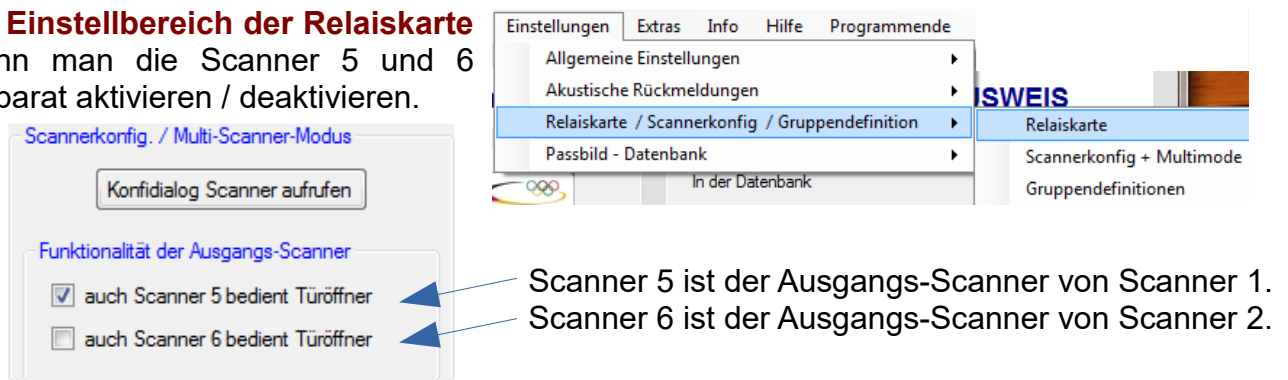 Einstellbereich der Relaiskarte
man die Scanner 5 und 6
aktivieren / deaktivieren.
Einstellungen Extras Info Hilfe Programmende
Allgemeine Einstellungen
Akustische Rückmeldungen
Relaiskarte / Scannerkonfig / Gruppendefinition
Passbild - Datenbank
In der Datenbank
Relaiskarte
Scannerkonfig + Multimode
Gruppendefinitionen
Scannerkonfig. / Multi-Scanner-Modus
Konfidialog Scanner aufrufen
Funktionalität der Ausgangs-Scanner
auch Scanner 5 bedient Türöffner
auch Scanner 6 bedient Türöffner
Scanner 5 ist der Ausgangs-Scanner von Scanner 1.
Scanner 6 ist der Ausgangs-Scanner von Scanner 2.